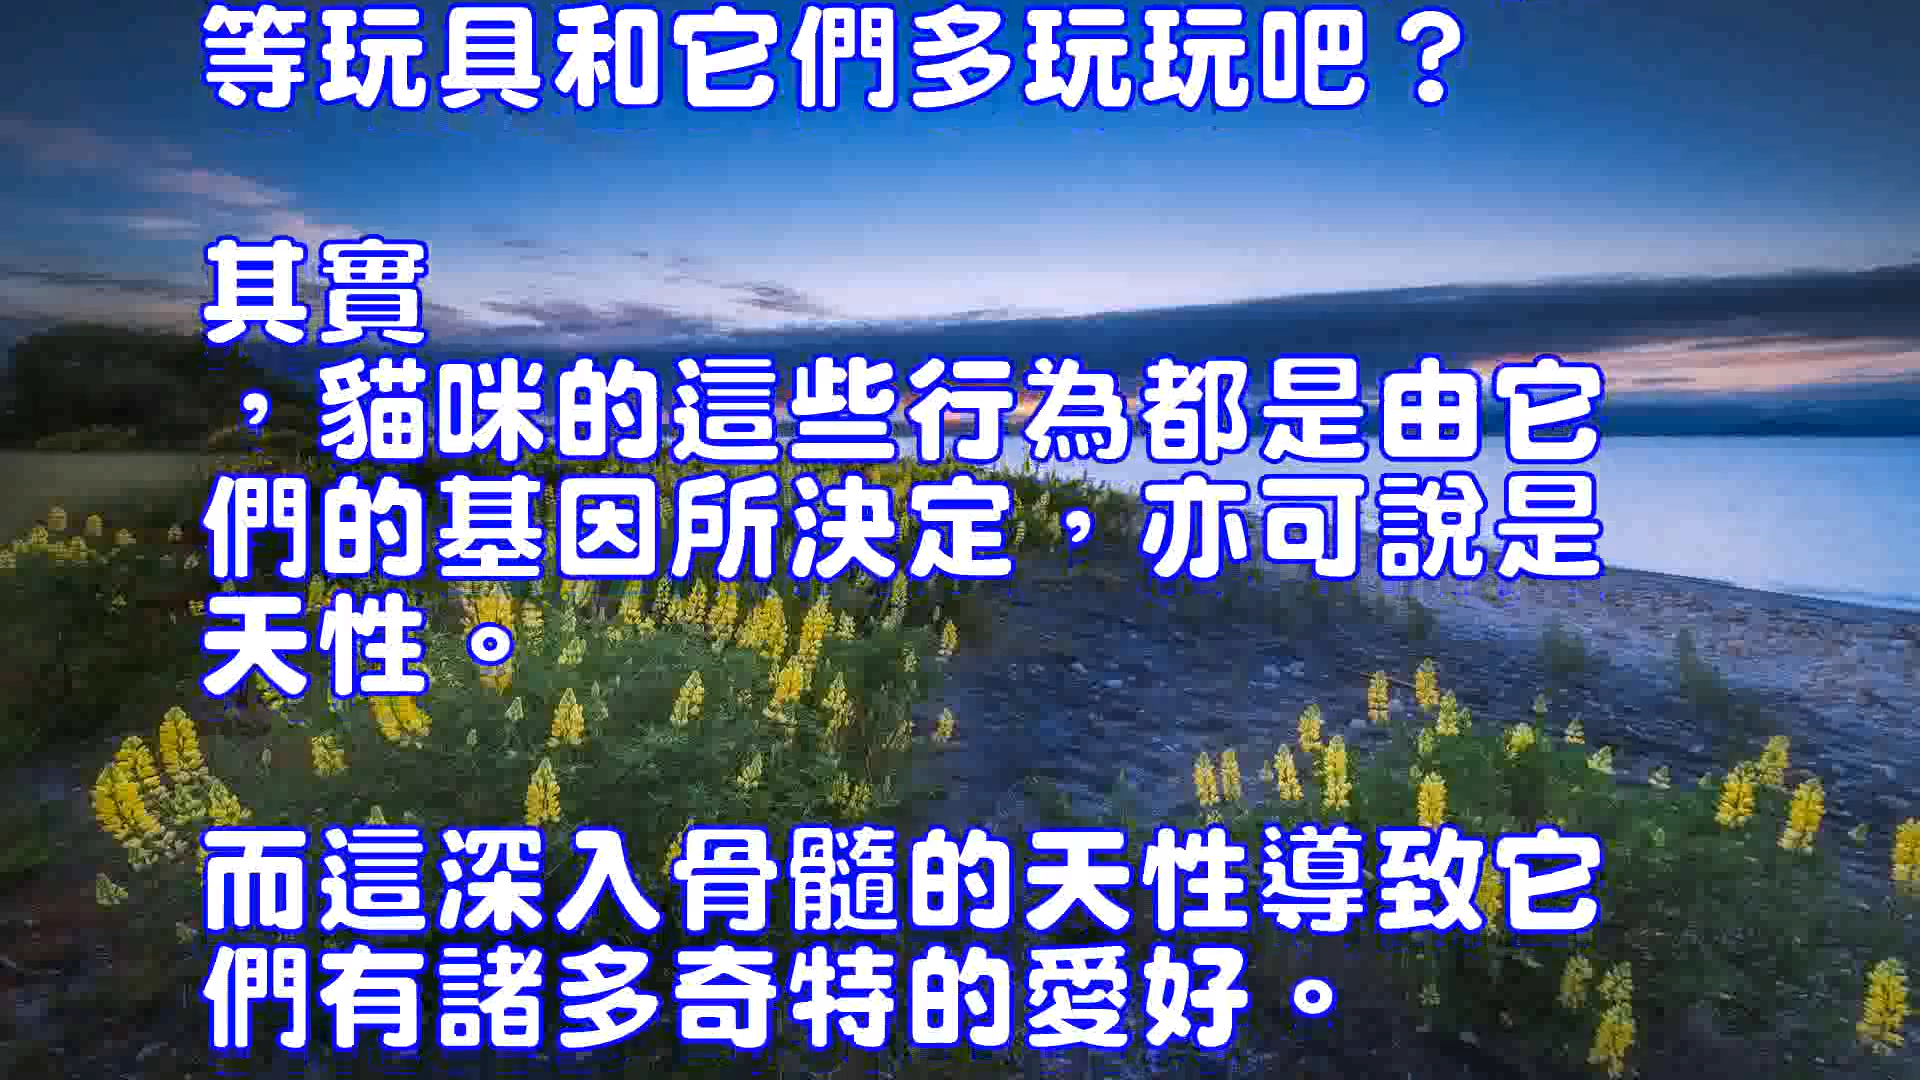 等玩具和它們多玩玩吧？
其實
，貓咪的這些行為都是由它
們的基因所決定，亦可說是
天性。
而這深入骨髓的天性導致它
們有諸多奇特的愛好。